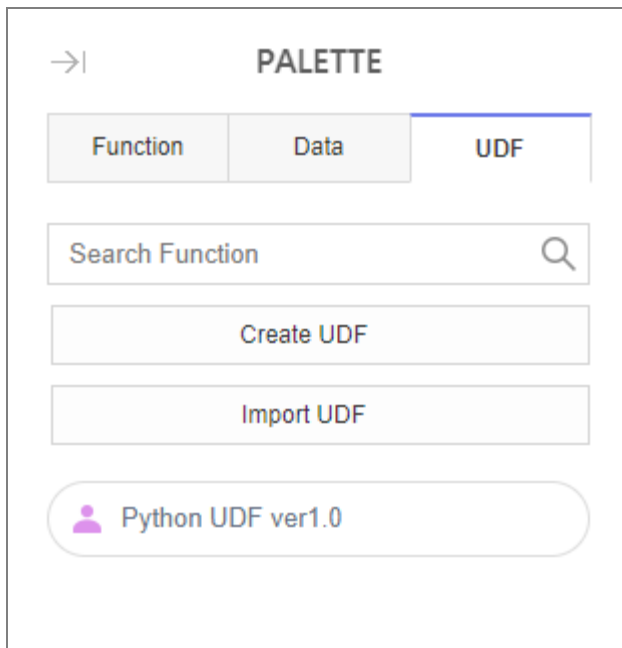 PALETTE
Function Data UDF
Search Function
Create UDF
Import UDF
Python UDF ver1.0